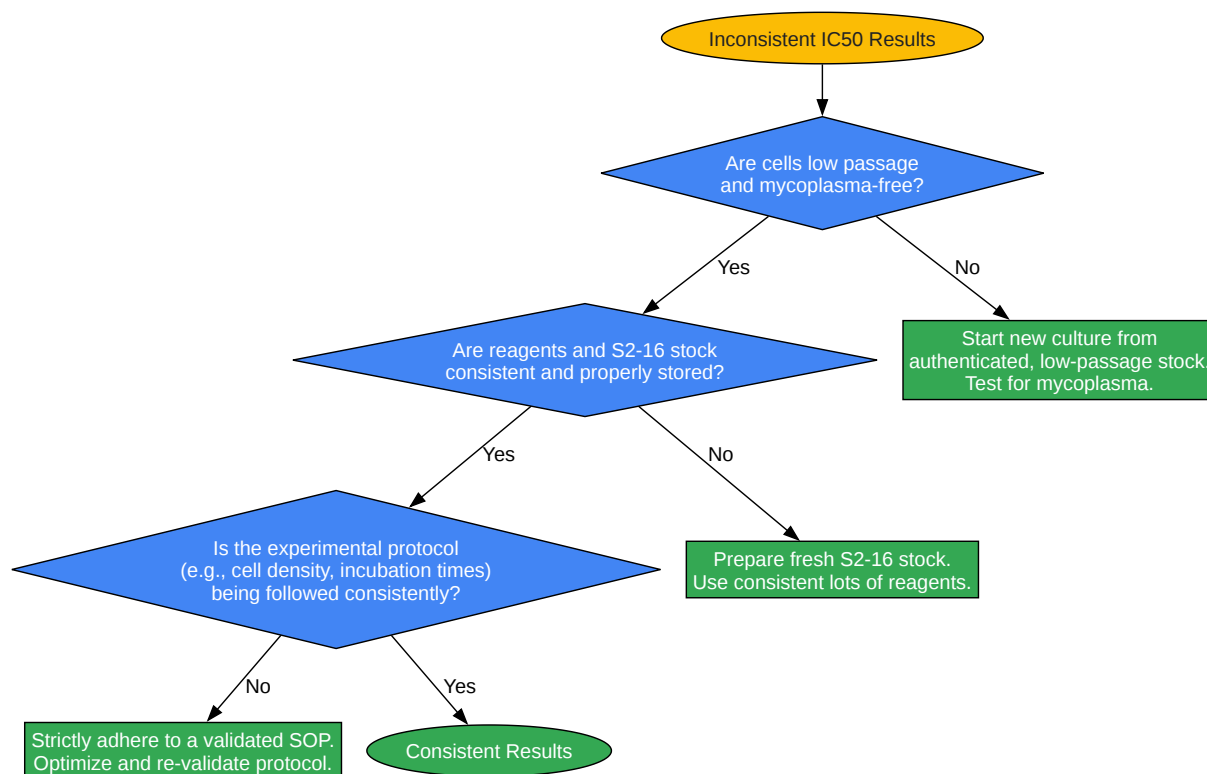 Inconsistent IC50 Results
Are cells low passage
and mycoplasma-free?
Yes
No
Are reagents and S2-16 stock
consistent and properly stored?
Start new culture from
authenticated, low-passage stock.
Test for mycoplasma.
Yes
No
Is the experimental protocol
(e.g., cell density, incubation times)
being followed consistently?
Prepare fresh S2-16 stock.
Use consistent lots of reagents.
No
Yes
Strictly adhere to a validated SOP.
Optimize and re-validate protocol.
Consistent Results